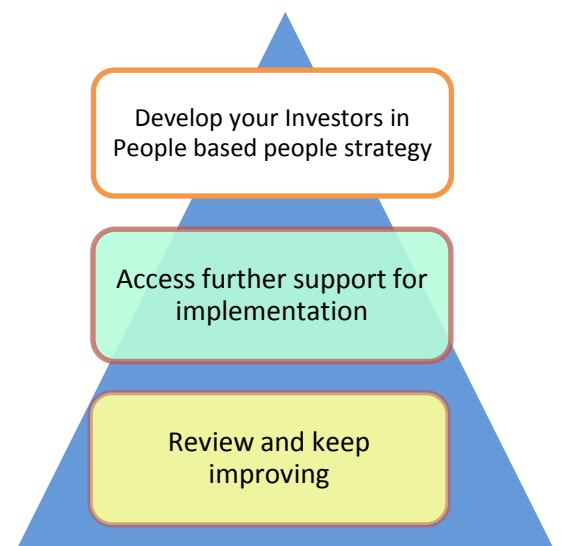 Develop your Investors in
People based people strategy
Access further support for
implementation
Review and keep
improving